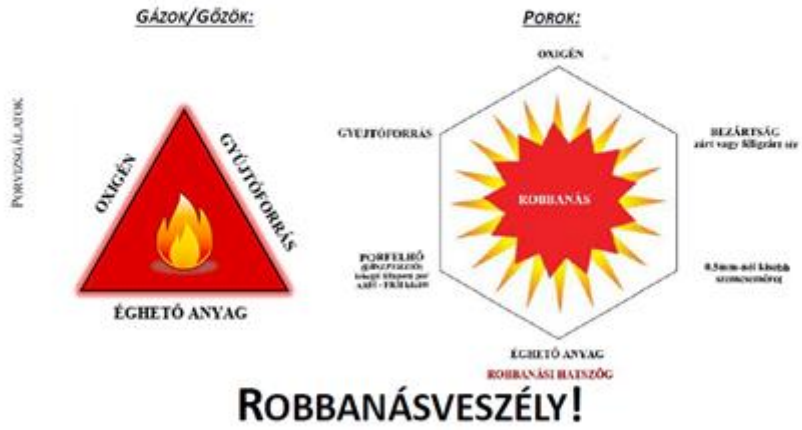 GÁZOK/GŐZÖK:
POROK:
PORVIZSGÁLATOK
OXIGÉN
GYÚJTÓFORRÁS
ÉGHETŐ ANYAG
OXIGÉN
GYÚJTÓFORRÁS
BEZÁRTSÁG
zárt vagy félig zárt tér
ROBBANÁS
PORFELHŐ
0.5mm-nél kisebb
szemcseméret
ÉGHETŐ ANYAG
ROBBANÁSI HATSZÖG
ROBBANÁSVESZÉLY!